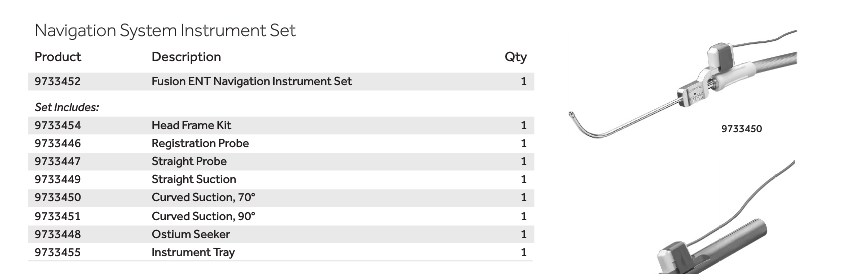 Navigation System Instrument Set
Product Description Qty
9733452 Fusion ENT Navigation Instrument Set 1
Set Includes:
9733454 Head Frame Kit 1
9733446 Registration Probe 1
9733447 Straight Probe 1
9733449 Straight Suction 1
9733450 Curved Suction, 70° 1
9733451 Curved Suction, 90° 1
9733448 Ostium Seeker 1
9733455 Instrument Tray 1
9733450